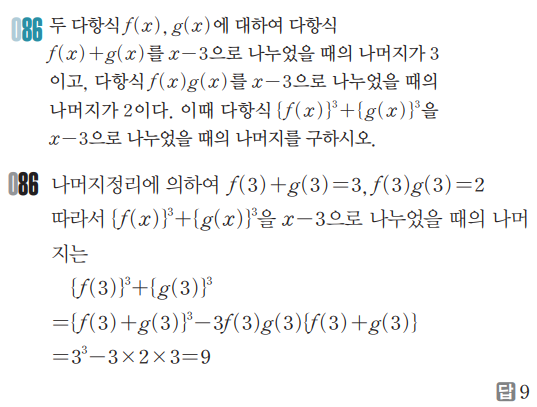 086 두 다항식 f(x), g(x)에 대하여 다항식
f(x)+g(x)를 x-3으로 나누었을 때의 나머지가 3
이고, 다항식 f(x)g(x)를 x-3으로 나누었을 때의
나머지가 2이다. 이때 다항식 {f(x)}³+{g(x)}³을
x-3으로 나누었을 때의 나머지를 구하시오.
086 나머지정리에 의하여 f(3)+g(3)=3, f(3)g(3)=2
따라서 {f(x)}³+{g(x)}³을 x-3으로 나누었을 때의 나머
지는
{f(3)}³+{g(3)}³
={f(3)+g(3)}³-3f(3)g(3){f(3)+g(3)}
=3³-3×2×3=9
답 9